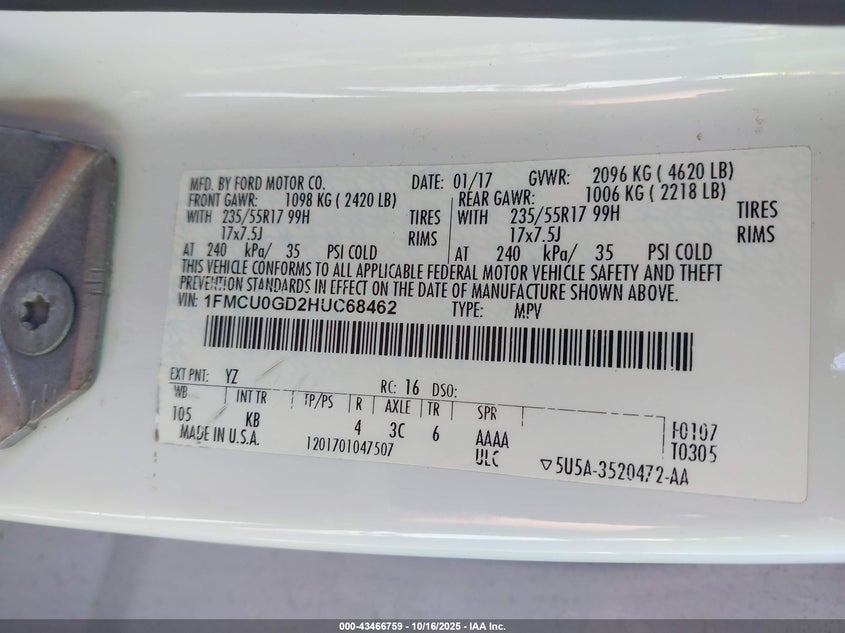 MFD. BY FORD MOTOR CO. DATE: 01/17 GVWR: 2096 KG ( 4620 LB)
FRONT GAWR: 1098 KG ( 2420 LB) REAR GAWR: 1006 KG ( 2218 LB)
WITH 235/55R17 99H TIRES WITH 235/55R17 99H TIRES
17x7.5J RIMS 17x7.5J RIMS
AT 240 kPa/ 35 PSI COLD AT 240 kPa/ 35 PSI COLD
THIS VEHICLE CONFORMS TO ALL APPLICABLE FEDERAL MOTOR VEHICLE SAFETY AND THEFT
PREVENTION STANDARDS IN EFFECT ON THE DATE OF MANUFACTURE SHOWN ABOVE.
VIN: 1FMCU0GD2HUC68462 TYPE: MPV
EXT PNT: YZ RC: 16 DSO:
WB INT TR TP/PS R AXLE TR SPR
105 KB 4 3C 6 AAAA F0107
MADE IN U.S.A. 1201701047507 ULC ▽5U5A-3520472-AA T0305
000-43466759 - 10/16/2025 - IAA Inc.